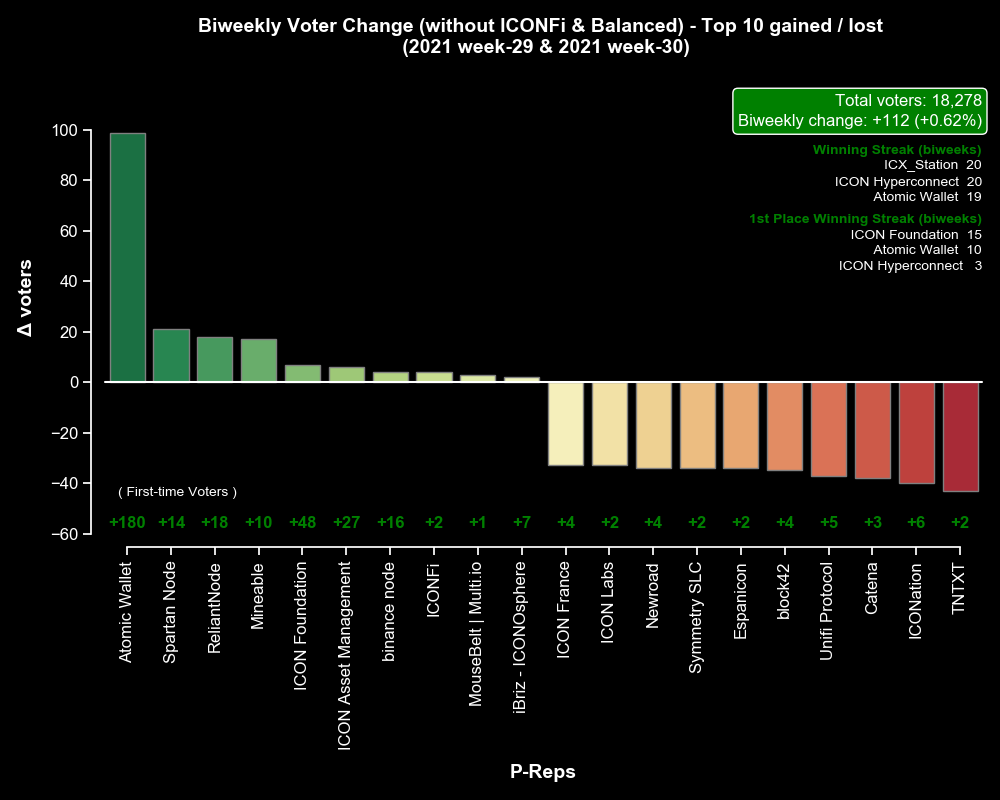 Biweekly Voter Change (without ICONFi & Balanced) - Top 10 gained / lost
(2021 week-29 & 2021 week-30)
Total voters: 18,278
Biweekly change: +112 (+0.62%)
Winning Streak (biweeks)
ICX_Station 20
ICON Hyperconnect 20
Atomic Wallet 19
1st Place Winning Streak (biweeks)
ICON Foundation 15
Atomic Wallet 10
ICON Hyperconnect 3
Δ voters
100
80
60
40
20
0
−20
−40
−60
( First-time Voters )
+180 +14 +18 +10 +48 +27 +16 +2 +1 +7 +4 +2 +4 +2 +2 +4 +5 +3 +6 +2
Atomic Wallet
Spartan Node
ReliantNode
Mineable
ICON Foundation
ICON Asset Management
binance node
ICONFi
MouseBelt | Multi.io
iBriz - ICONOsphere
ICON France
ICON Labs
Newroad
Symmetry SLC
Espanicon
block42
Unifi Protocol
Catena
ICONation
TNTXT
P-Reps